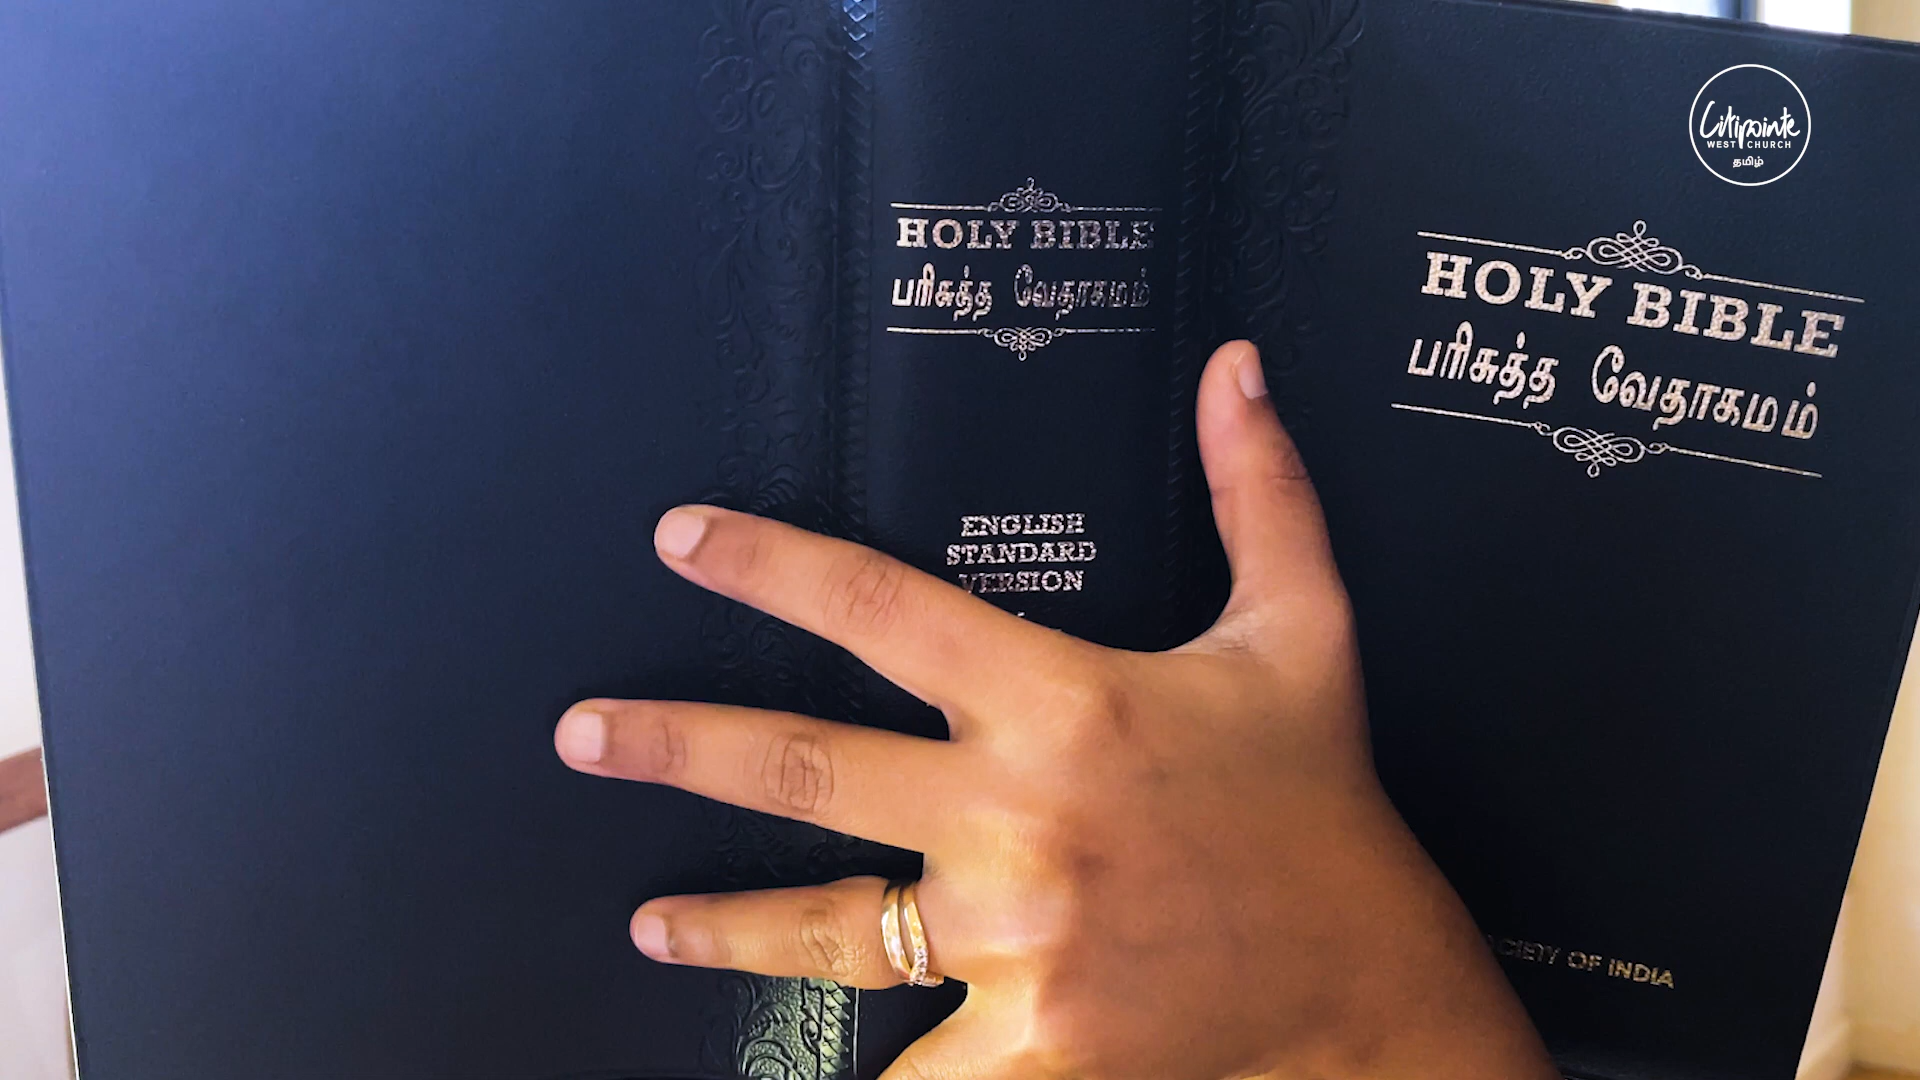 Citipointe
WEST CHURCH
தமிழ்
HOLY BIBLE
பரிசுத்த வேதாகமம்
ENGLISH
STANDARD
VERSION
HOLY BIBLE
பரிசுத்த வேதாகமம்
OF INDIA